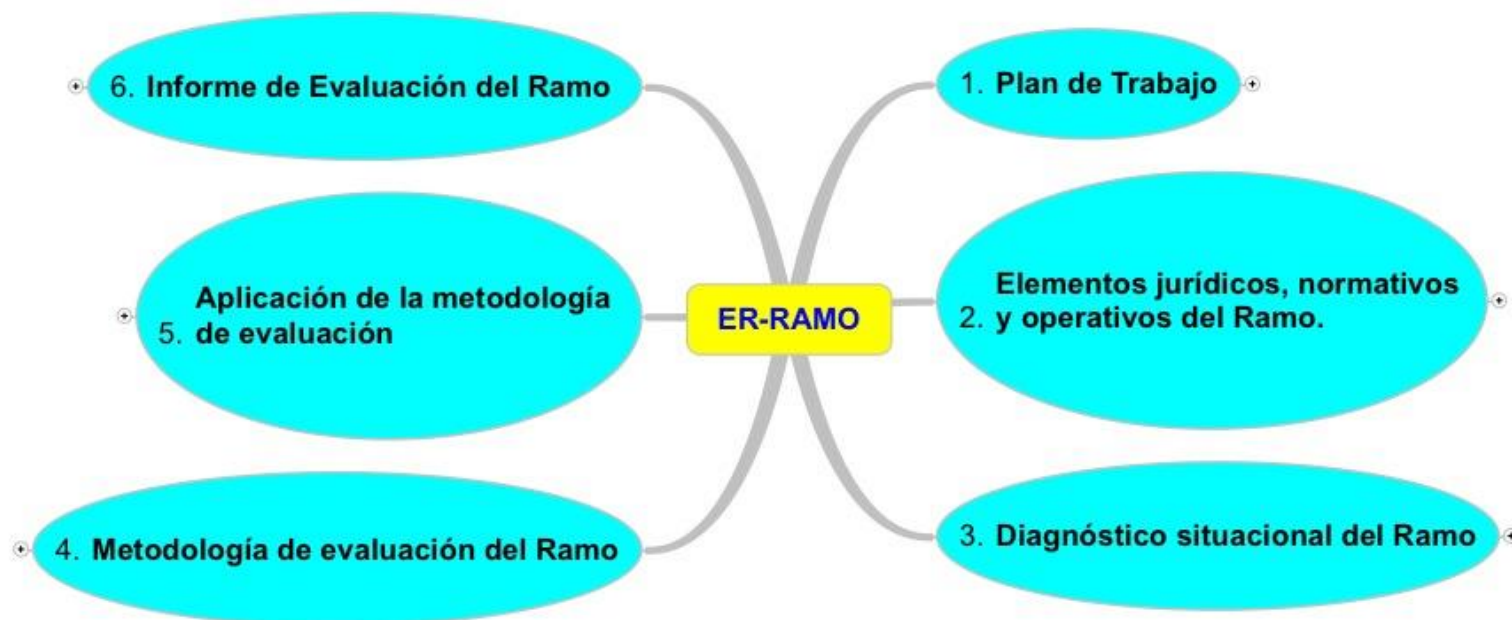 ER-RAMO
1. Plan de Trabajo
Elementos jurídicos, normativos
2. y operativos del Ramo.
3. Diagnóstico situacional del Ramo
4. Metodología de evaluación del Ramo
Aplicación de la metodología
5. de evaluación
6. Informe de Evaluación del Ramo